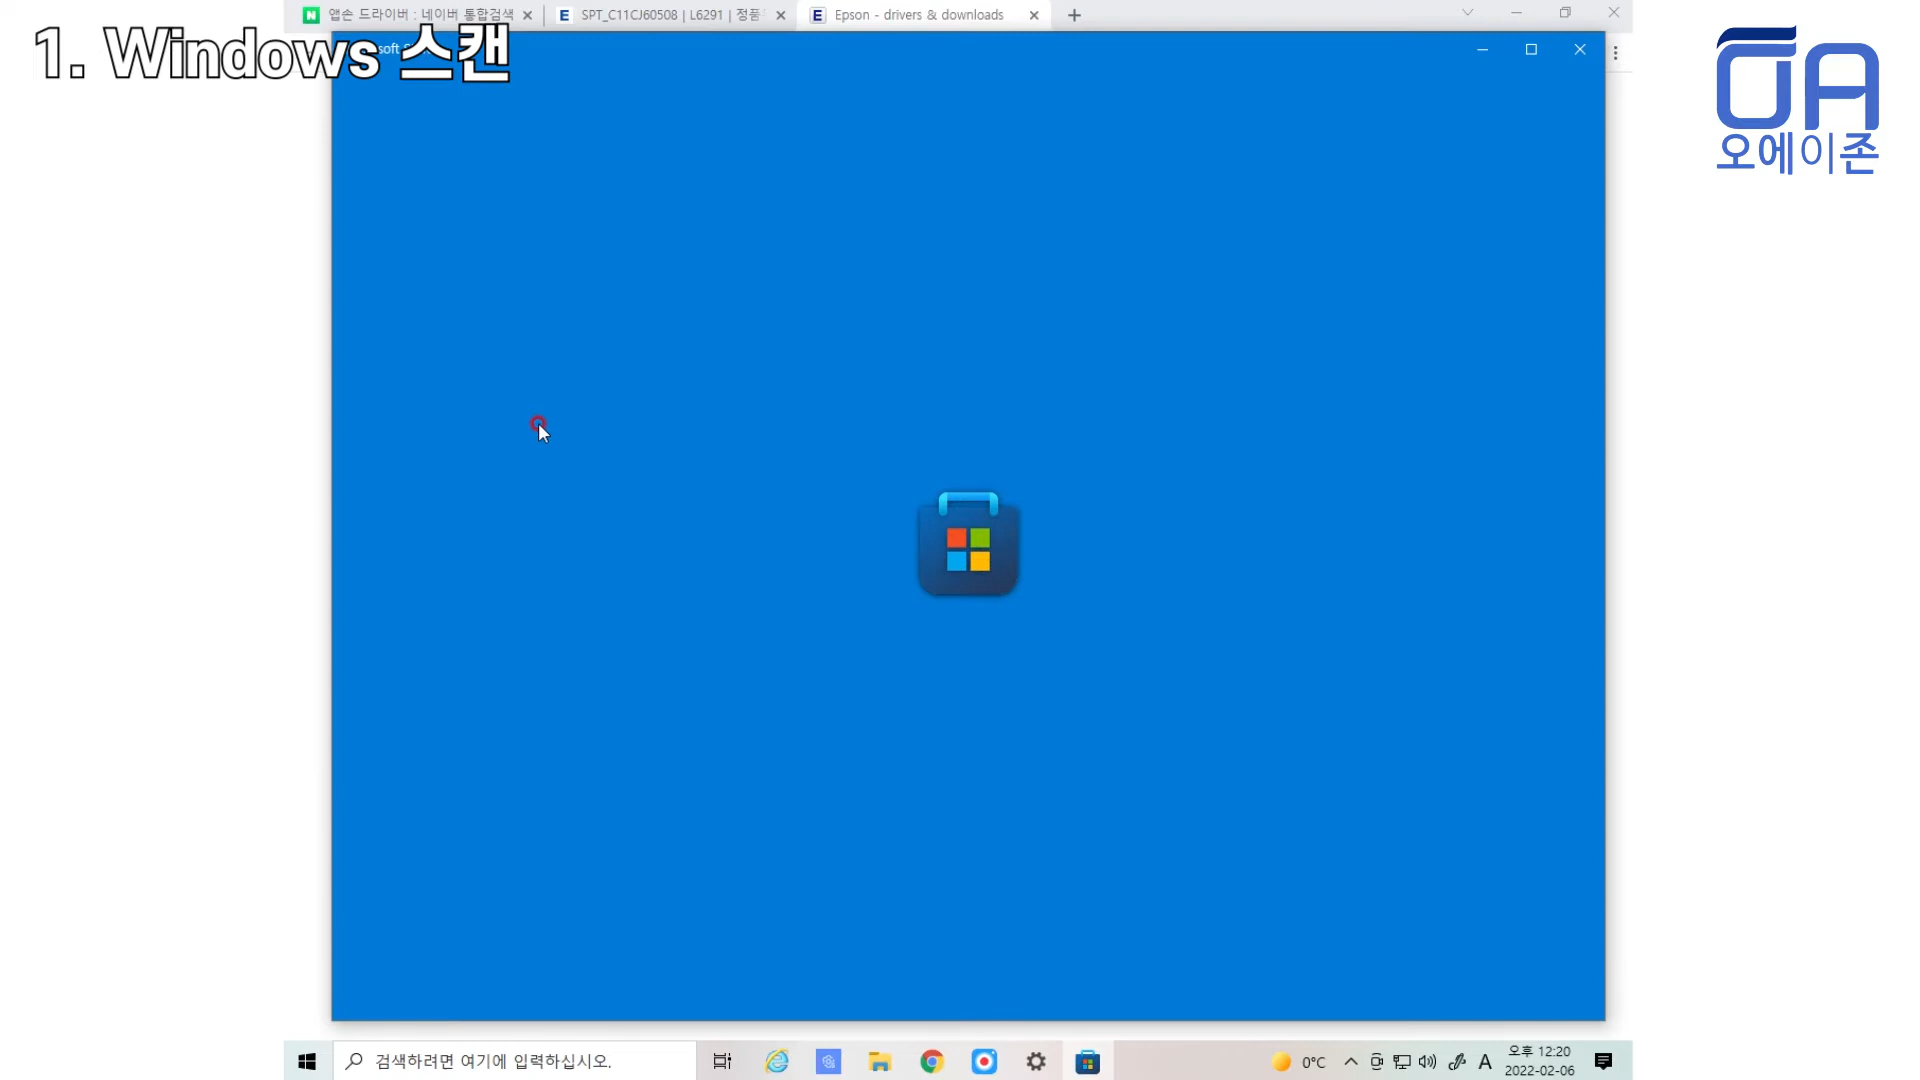 앱손 드라이버 : 네이버 통합검색
SPT_C11CJ60508 | L6291 | 정품
Epson - drivers & downloads
1. Windows 스캔
오에이존
검색하려면 여기에 입력하십시오.
0°C
A
오후 12:20
2022-02-06